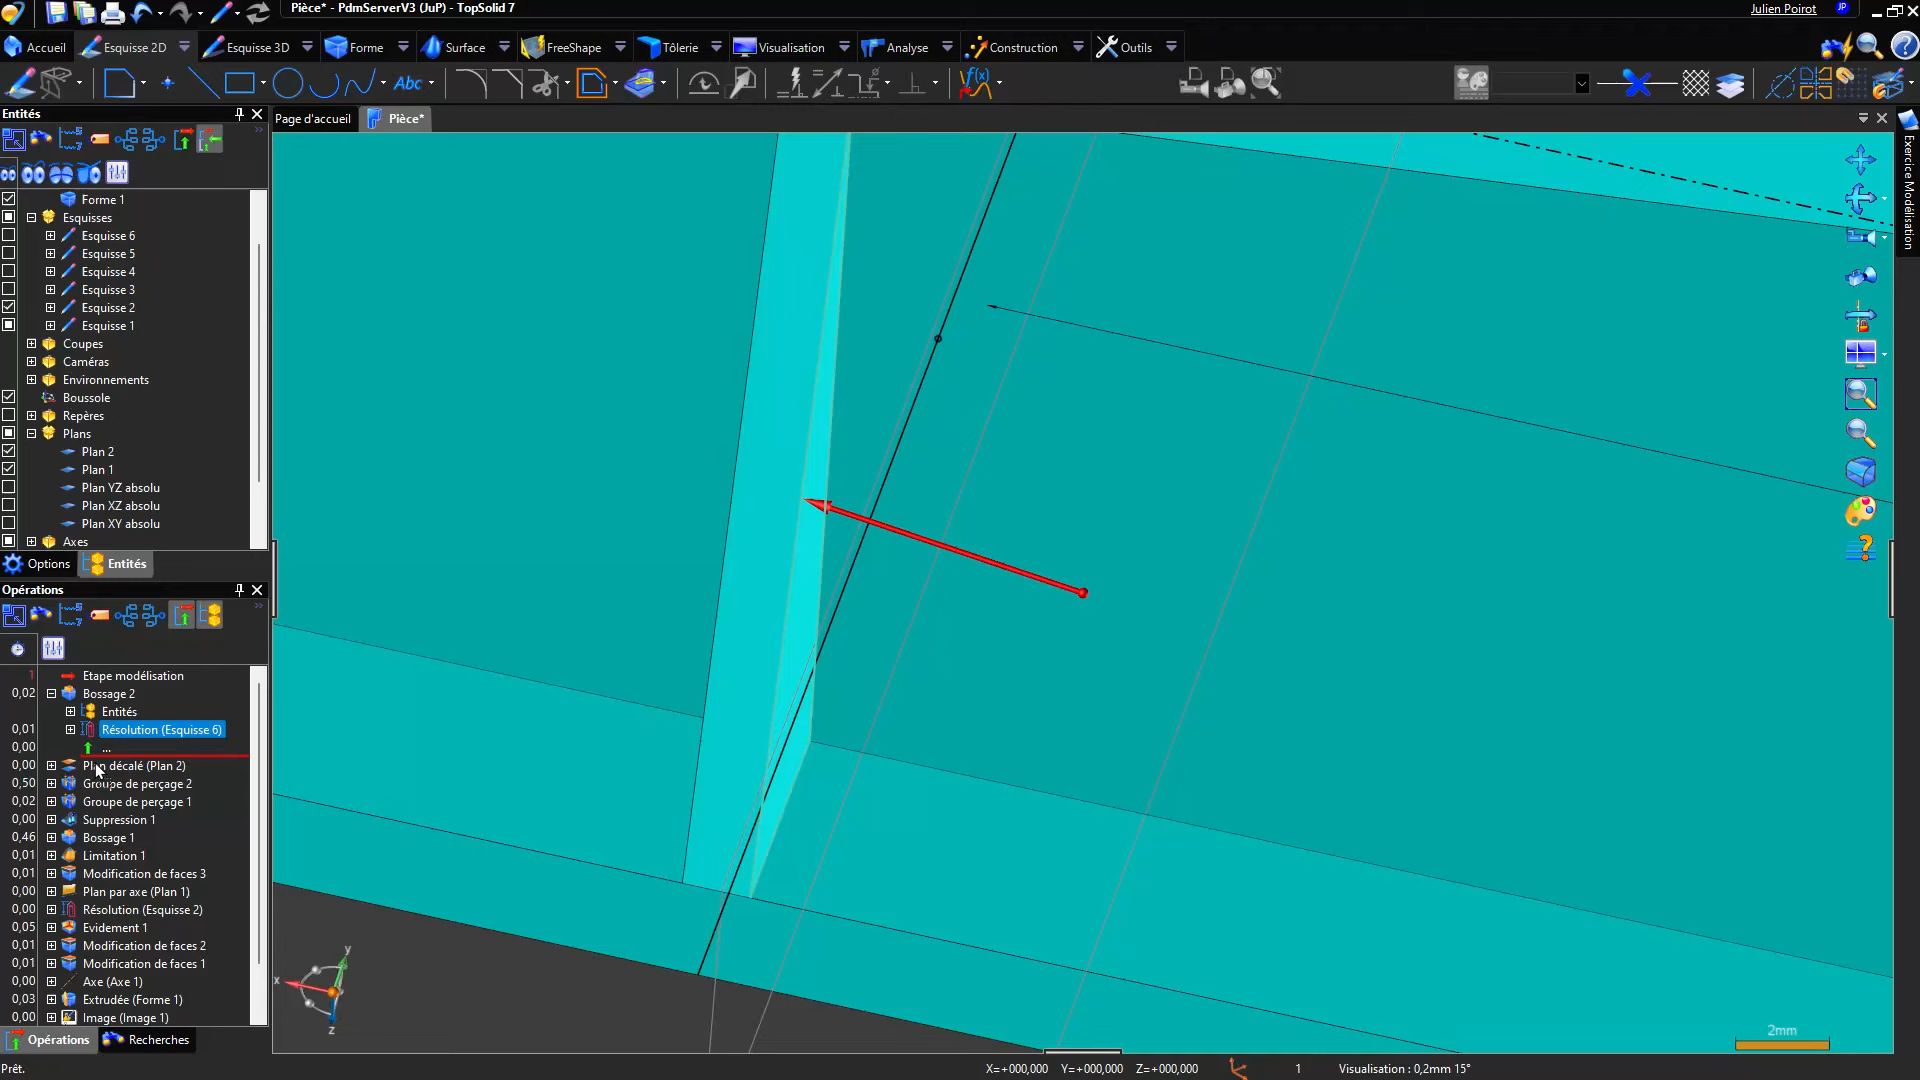 Pièce* - PdmServerV3 (JuP) - TopSolid 7
Julien Poirot
JP
Accueil
Esquisse 2D
Esquisse 3D
Forme
Surface
FreeShape
Tôlerie
Visualisation
Analyse
Construction
Outils
Abc
f(x)
Entités
Page d'accueil
Pièce*
Exercice Modélisation
Forme 1
Esquisses
Esquisse 6
Esquisse 5
Esquisse 4
Esquisse 3
Esquisse 2
Esquisse 1
Coupes
Caméras
Environnements
Boussole
Repères
Plans
Plan 2
Plan 1
Plan YZ absolu
Plan XZ absolu
Plan XY absolu
Axes
Options
Entités
Opérations
1 Etape modélisation
0,02 Bossage 2
Entités
0,01 Résolution (Esquisse 6)
0,00 ...
0,00 Plan décalé (Plan 2)
0,50 Groupe de perçage 2
0,02 Groupe de perçage 1
0,00 Suppression 1
0,46 Bossage 1
0,01 Limitation 1
0,01 Modification de faces 3
0,00 Plan par axe (Plan 1)
0,00 Résolution (Esquisse 2)
0,05 Evidement 1
0,01 Modification de faces 2
0,01 Modification de faces 1
0,00 Axe (Axe 1)
0,03 Extrudée (Forme 1)
0,00 Image (Image 1)
y
x
z
2mm
Opérations
Recherches
Prêt.
X=+000,000 Y=+000,000 Z=+000,000
1
Visualisation : 0,2mm 15°